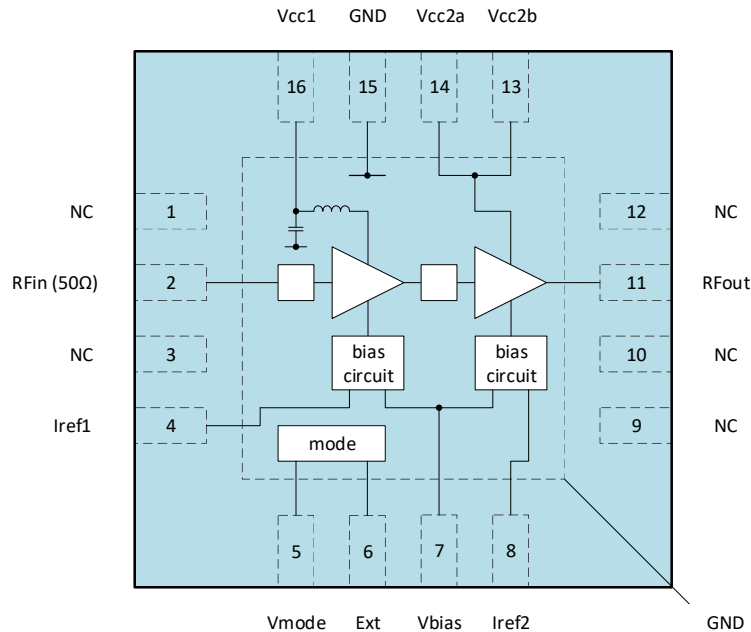 Vcc1 GND Vcc2a Vcc2b
16 15 14 13
NC 1 12 NC
RFin (50Ω) 2 11 RFout
NC 3 10 NC
bias circuit bias circuit
Iref1 4 9 NC
mode
5 6 7 8
Vmode Ext Vbias Iref2 GND